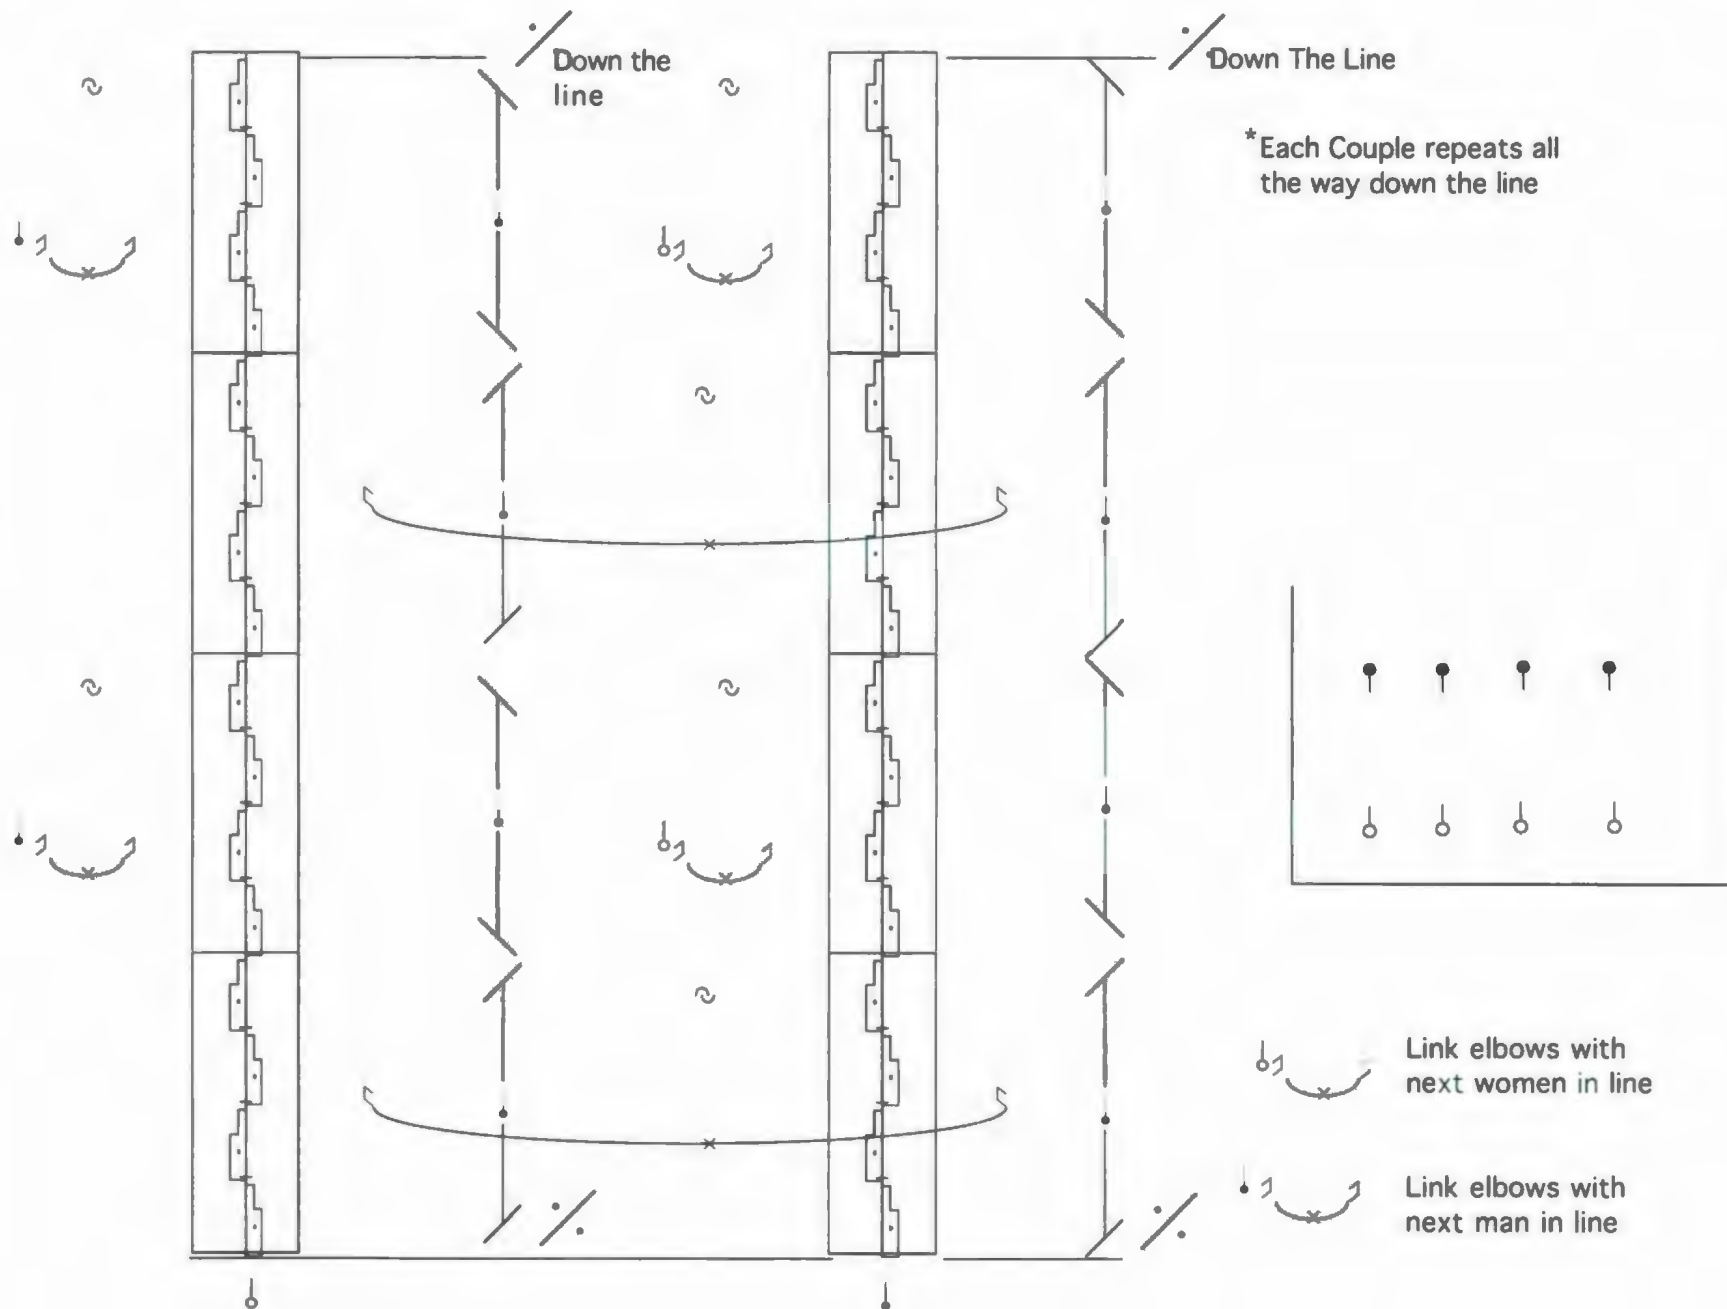 Down the
line
Down The Line
*Each Couple repeats all
the way down the line
Link elbows with
next women in line
Link elbows with
next man in line